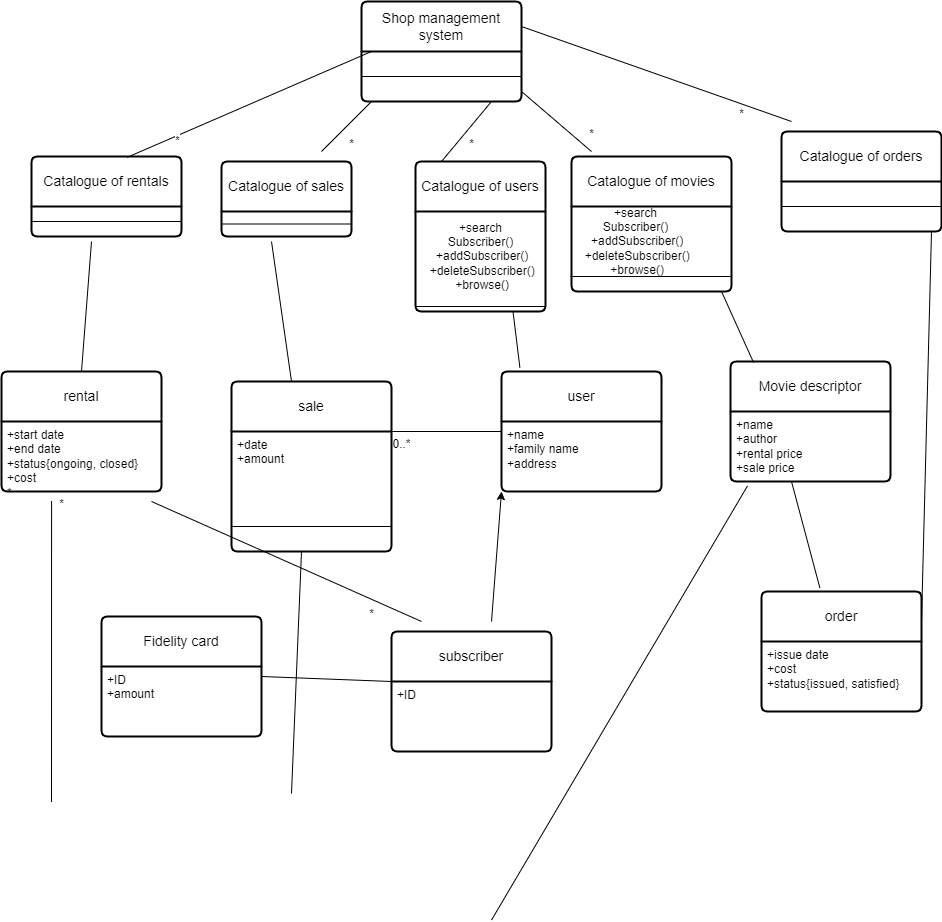 Shop management
system
*
*
*
*
*
Catalogue of rentals
Catalogue of sales
Catalogue of users
+search
Subscriber()
+addSubscriber()
+deleteSubscriber()
+browse()
Catalogue of movies
+search
Subscriber()
+addSubscriber()
+deleteSubscriber()
+browse()
Catalogue of orders
rental
+start date
+end date
+status{ongoing, closed}
+cost
*
*
sale
+date
+amount
0..*
user
+name
+family name
+address
Movie descriptor
+name
+author
+rental price
+sale price
*
Fidelity card
+ID
+amount
subscriber
+ID
order
+issue date
+cost
+status{issued, satisfied}